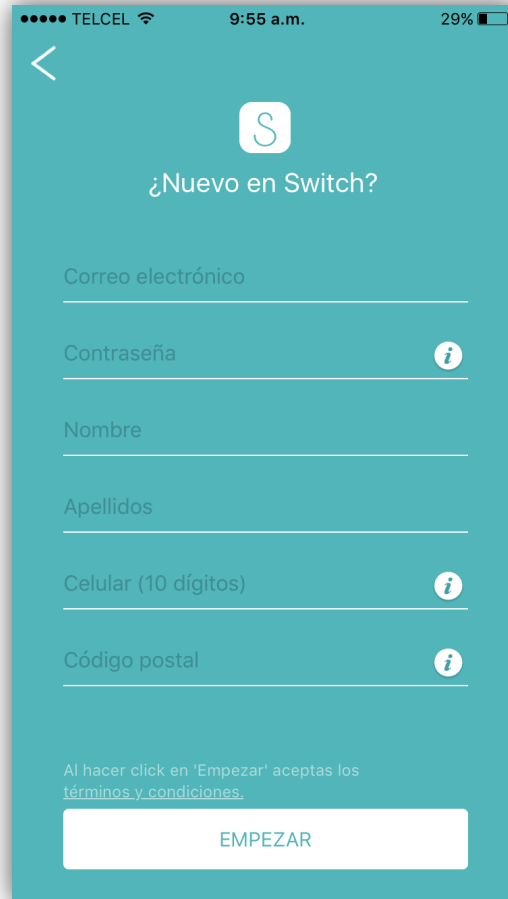 TELCEL 9:55 a.m. 29%
S
¿Nuevo en Switch?
Correo electrónico
Contraseña i
Nombre
Apellidos
Celular (10 dígitos) i
Código postal i
Al hacer click en 'Empezar' aceptas los
términos y condiciones.
EMPEZAR